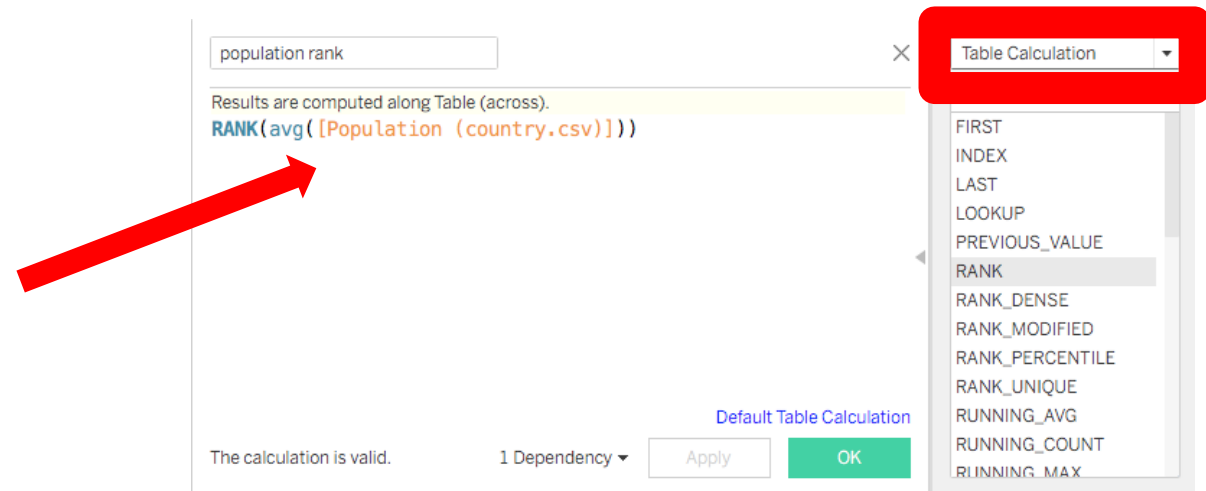 population rank
Results are computed along Table (across).
RANK(avg([Population (country.csv)]))
Default Table Calculation
The calculation is valid.
1 Dependency
Apply
OK
Table Calculation
FIRST
INDEX
LAST
LOOKUP
PREVIOUS_VALUE
RANK
RANK_DENSE
RANK_MODIFIED
RANK_PERCENTILE
RANK_UNIQUE
RUNNING_AVG
RUNNING_COUNT
RUNNING_MAX